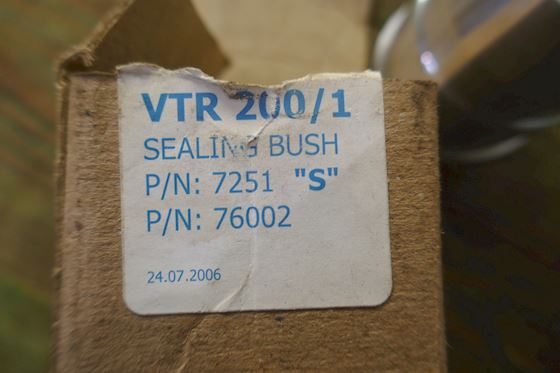 VTR 200/1
SEALING BUSH
P/N: 7251 "S"
P/N: 76002
24.07.2006